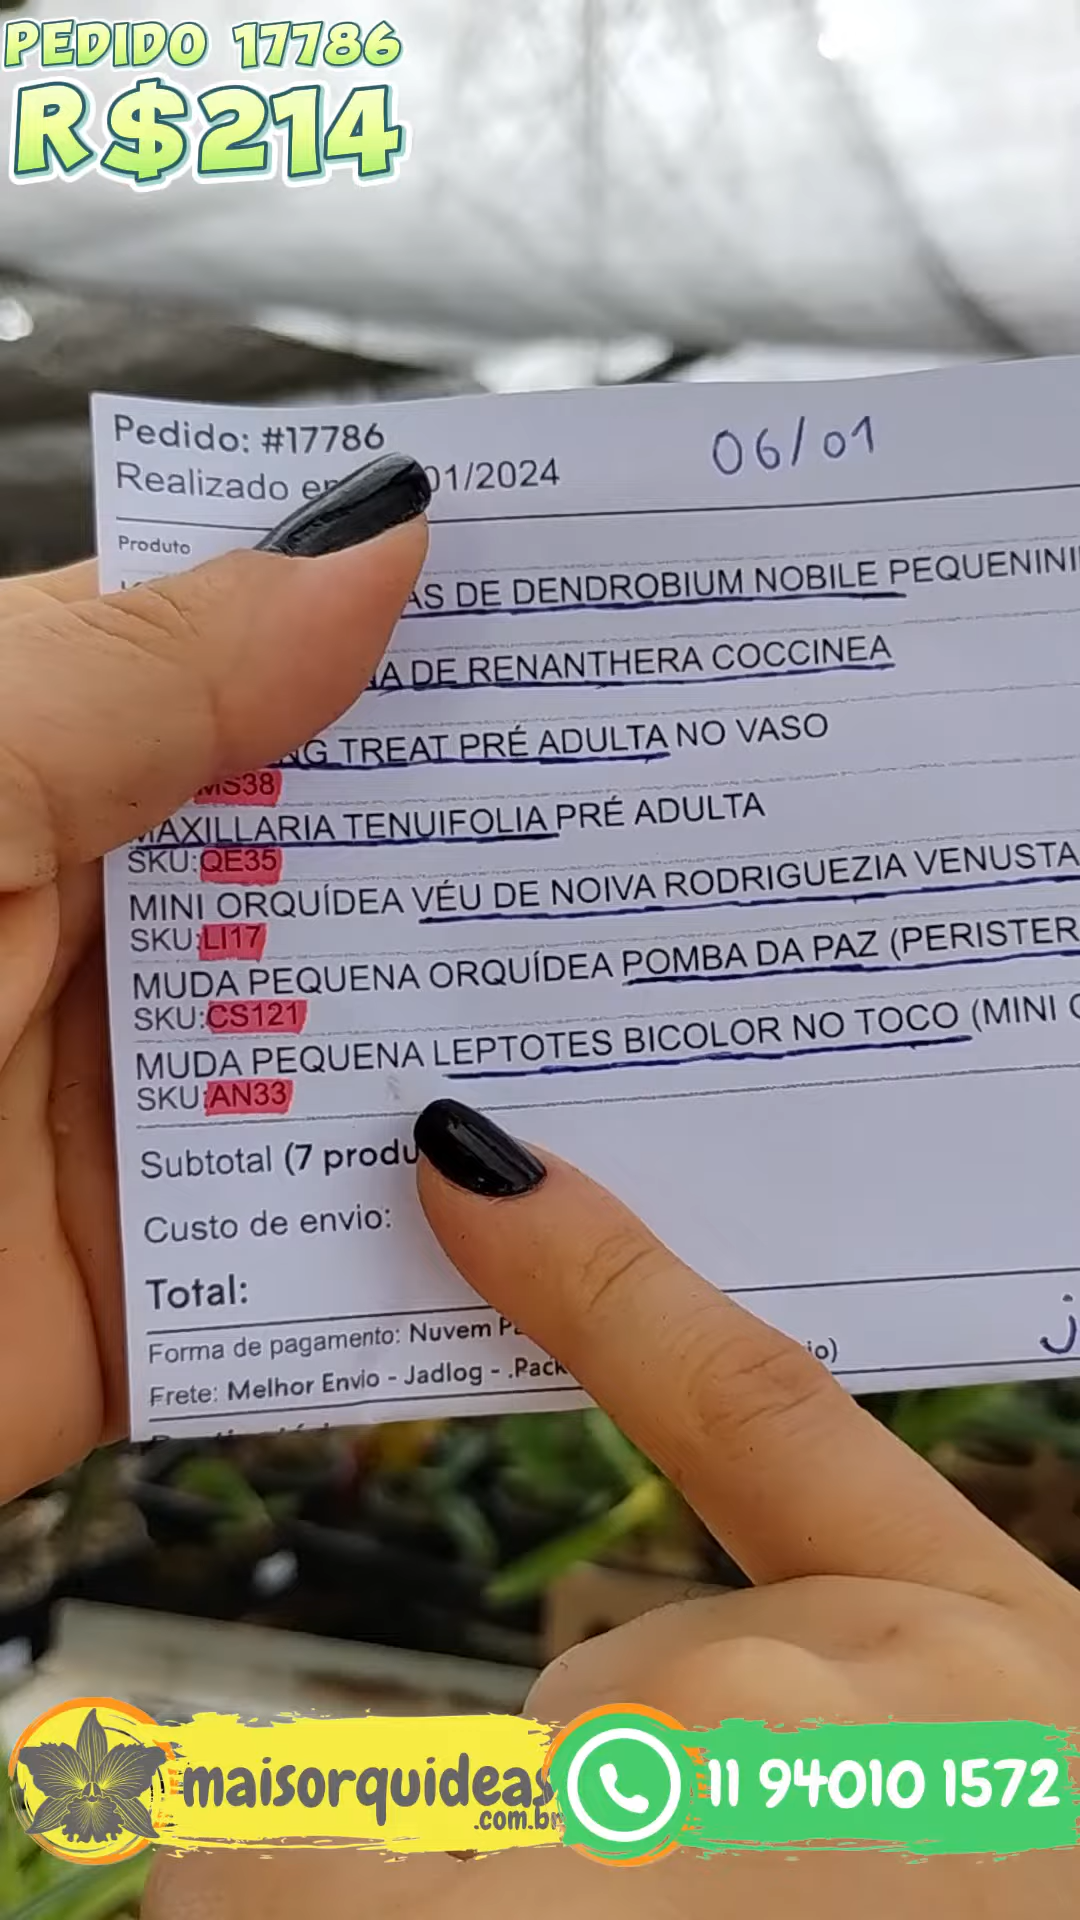 PEDIDO 17786
R$214
Pedido: #17786
06/01
Realizado 01/2024
Produto
DE DENDROBIUM NOBILE
DE RENANTHERA COCCINEA
TREAT PRÉ ADULTA NO VASO
MS38
MAXILLARIA TENUIFOLIA PRÉ ADULTA
SKU:QE35
MINI ORQUÍDEA VÉU DE NOIVA RODRIGUEZIA VENUSTA
SKU:LI17
MUDA PEQUENA ORQUÍDEA POMBA DA PAZ (PERISTER
SKU:CS121
MUDA PEQUENA LEPTOTES BICOLOR NO TOCO (MINI
SKU:AN33
Subtotal (7 produ
Custo de envio:
Total:
Forma de pagamento: Nuvem
Frete: Melhor Envio - Jadlog - .Pack
maisorquideas
.com.br
11 94010 1572